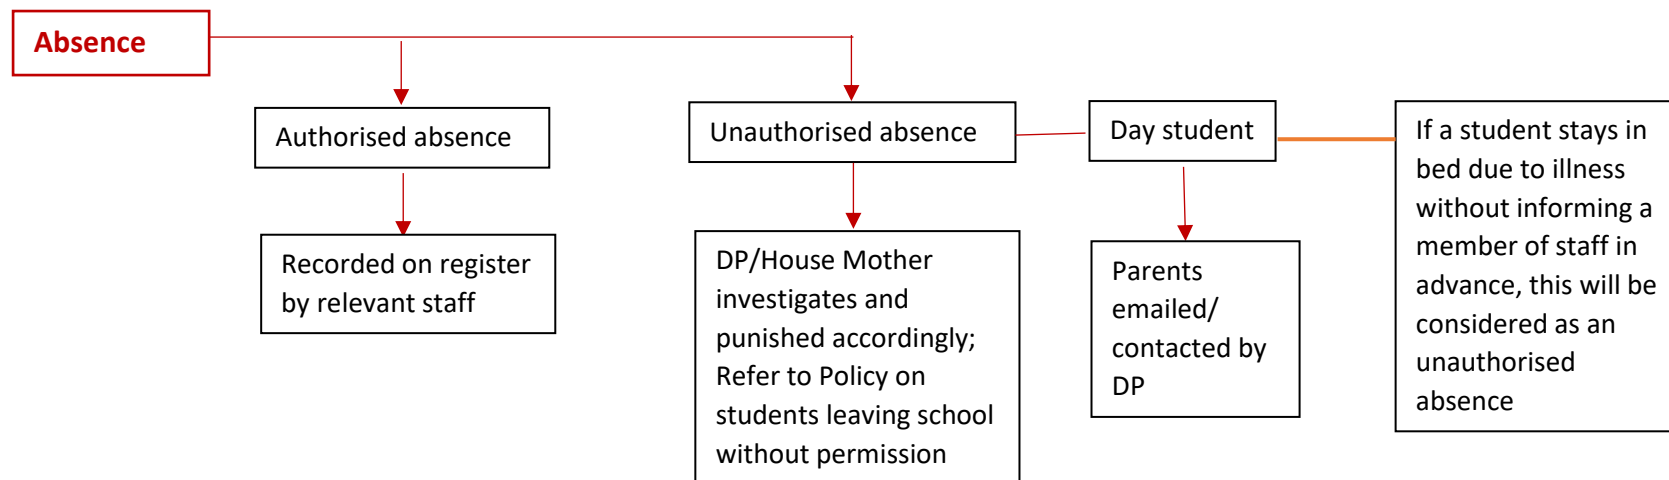 Absence
Authorised absence
Recorded on register
by relevant staff
Unauthorised absence
DP/House Mother
investigates and
punished accordingly;
Refer to Policy on
students leaving school
without permission
Day student
Parents
emailed/
contacted by
DP
If a student stays in
bed due to illness
without informing a
member of staff in
advance, this will be
considered as an
unauthorised
absence